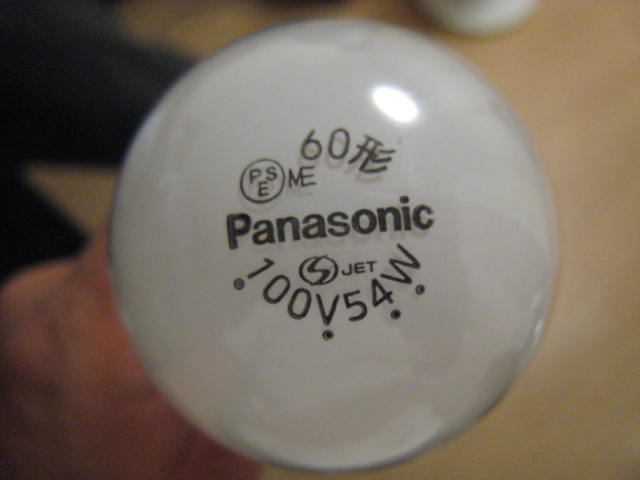 60形
PSE ME
Panasonic
S JET
100V54W